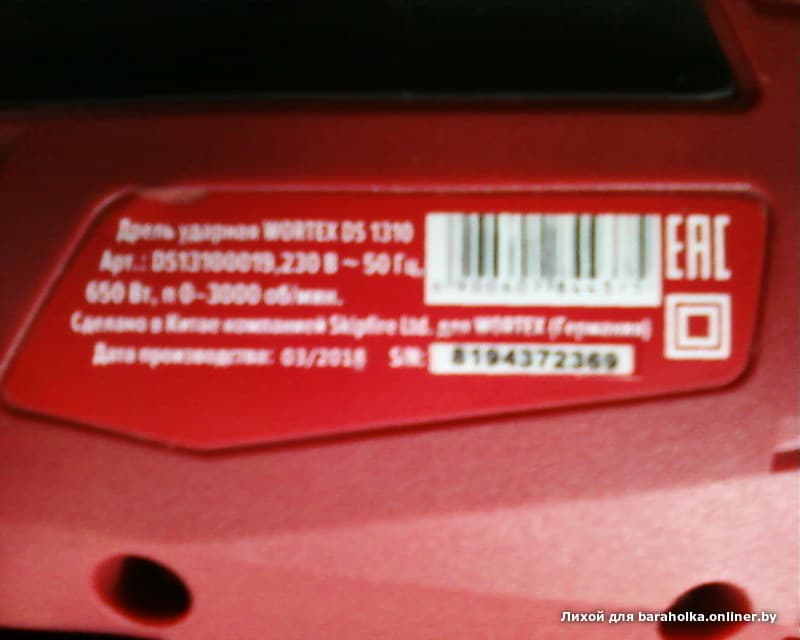 Дрель ударная WORTEX DS 1310
Арт.: DS13100019,230 В ~ 50 Гц,
650 Вт, n 0-3000 об/мин.
Сделано в Китае компанией Skipfire Ltd. для WORTEX (Германия)
Дата производства: 03/2018 S/N: 8194372369
EAC
Лихой для baraholka.onliner.by